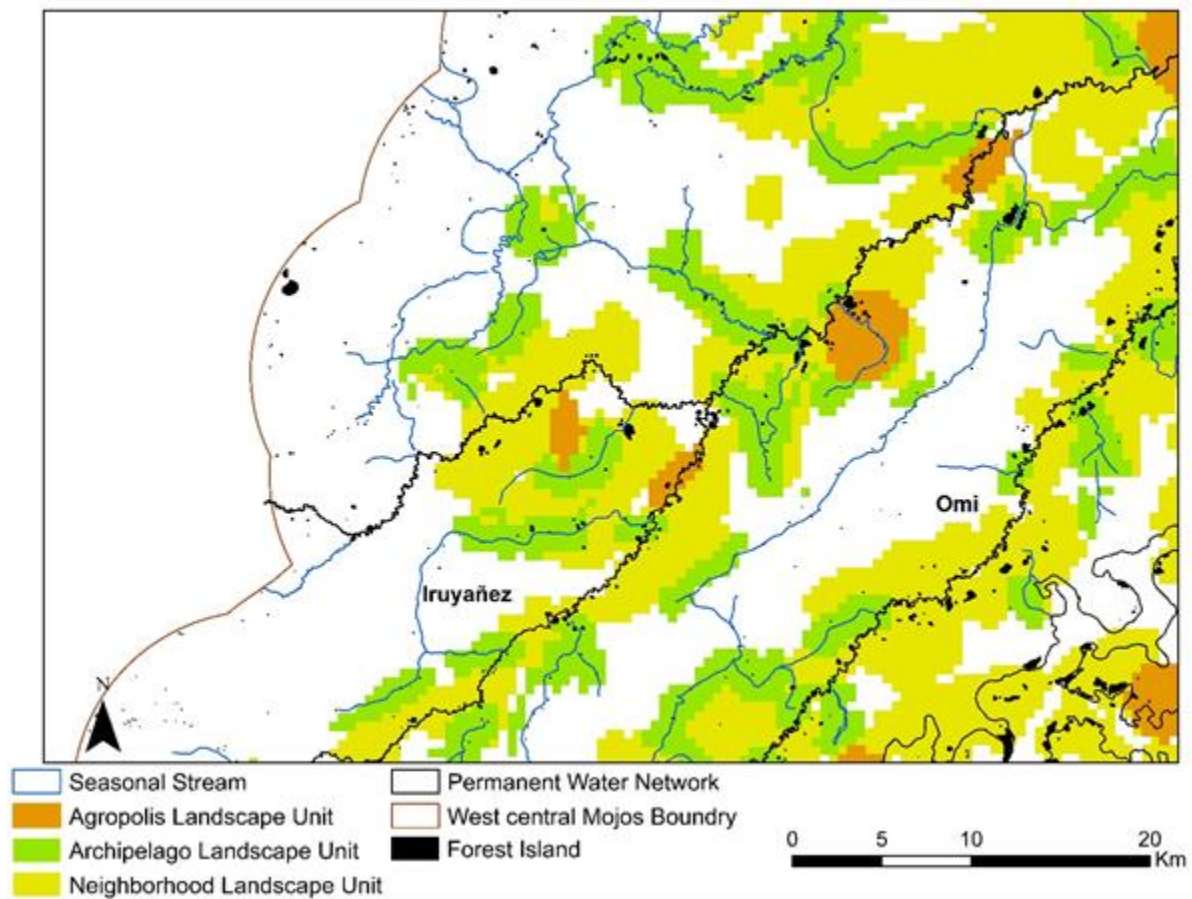 Omi
Iruyañez
N
Seasonal Stream
Permanent Water Network
Agropolis Landscape Unit
West central Mojos Boundry
Archipelago Landscape Unit
Forest Island
Neighborhood Landscape Unit
0 5 10 20
Km